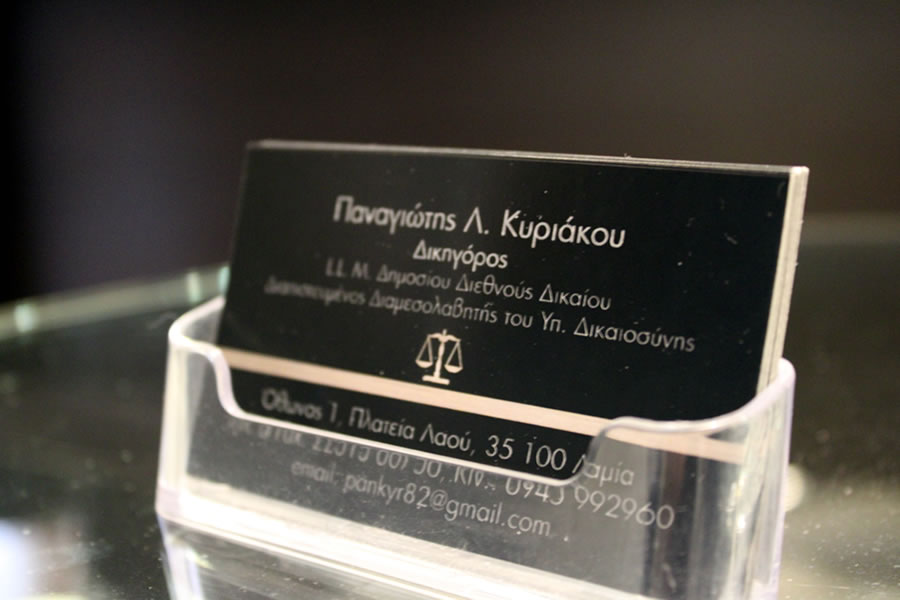 Παναγιώτης Λ. Κυριάκου
Δικηγόρος
LL. M. Δημοσίου Διεθνούς Δικαίου
Διαπιστευμένος Διαμεσολαβητής του Υπ. Δικαιοσύνης
Όθωνος 1, Πλατεία Λαού, 35 100 Λαμία
992960
email: pankyr82@gmail.com